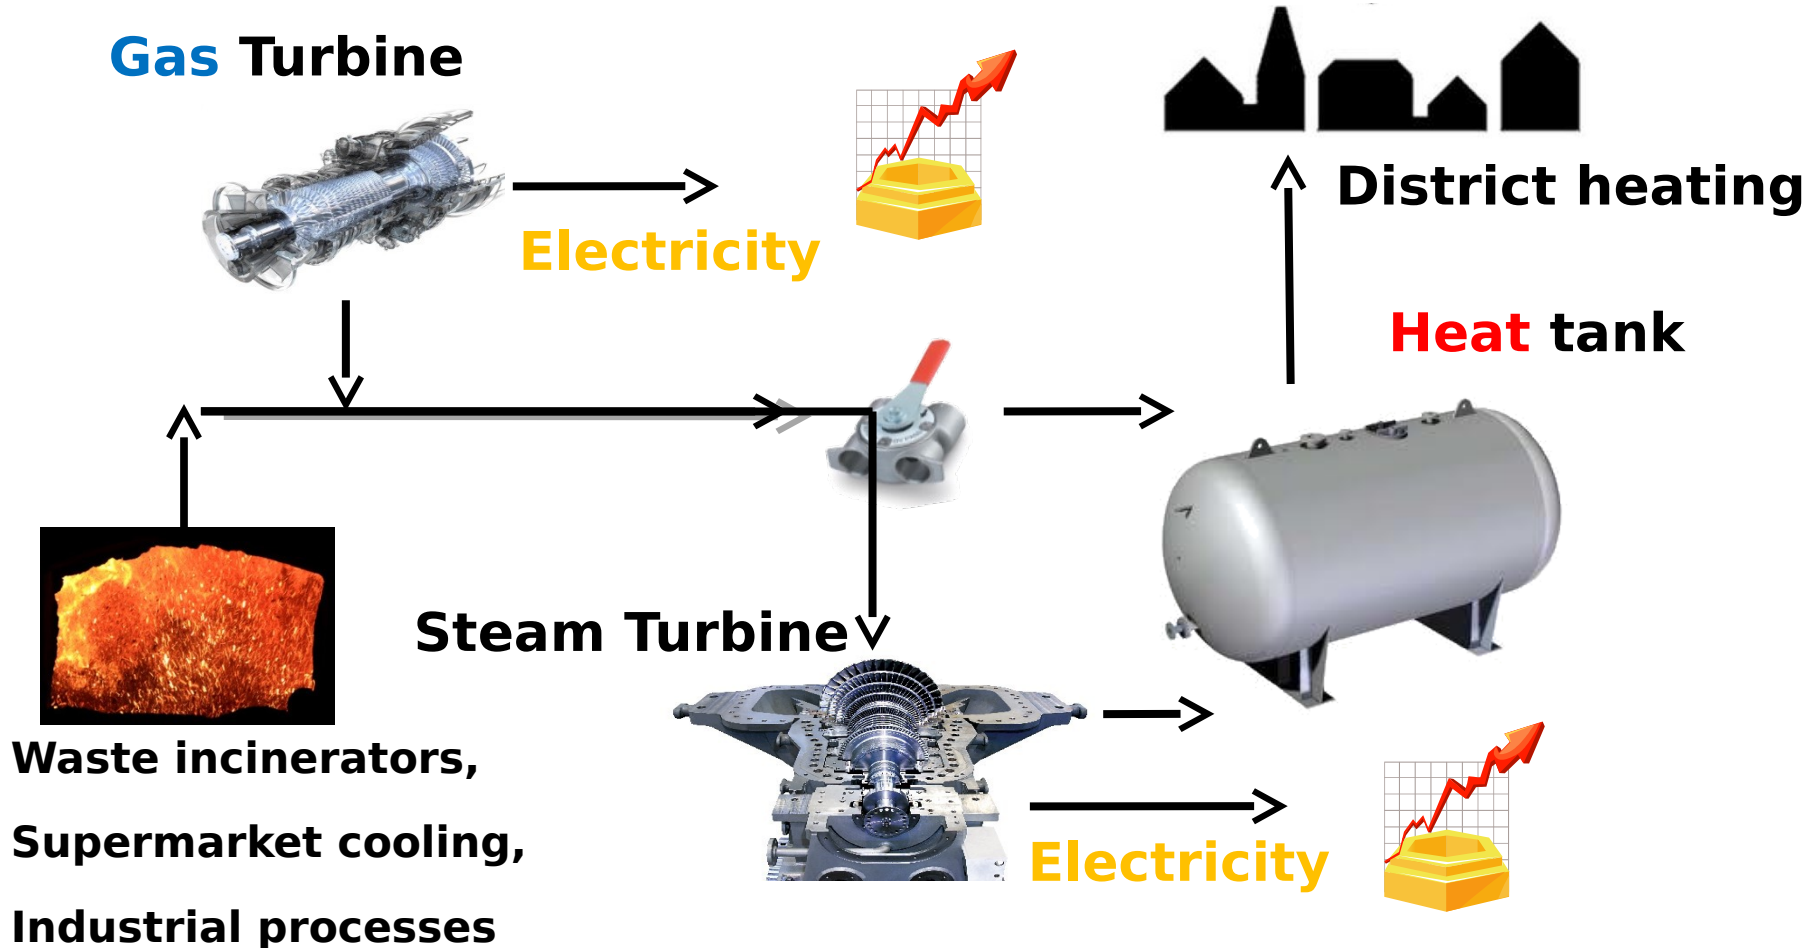 Gas Turbine
Electricity
District heating
Heat tank
Steam Turbine
Waste incinerators,
Supermarket cooling,
Industrial processes
Electricity